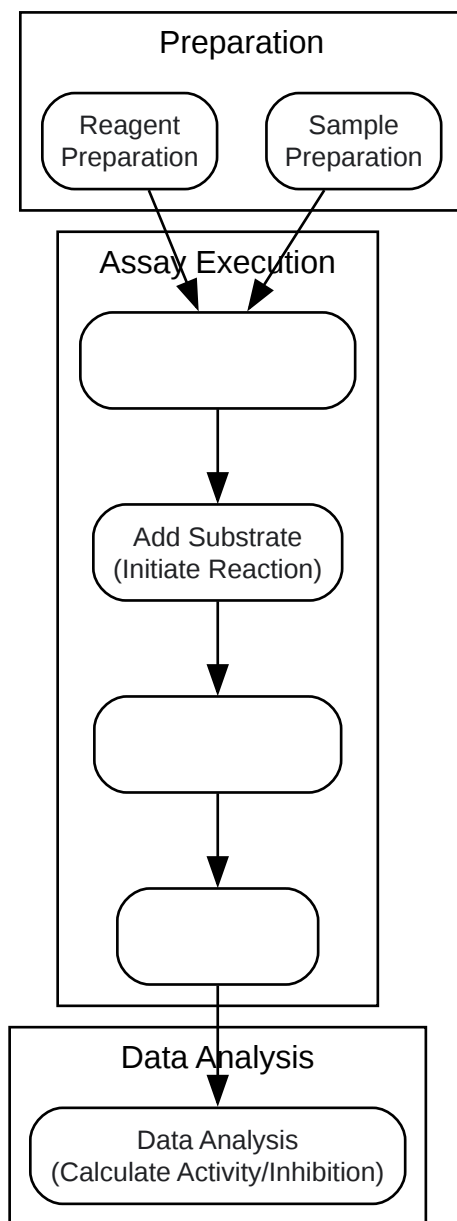 Preparation
Reagent
Preparation
Sample
Preparation
Assay Execution
Add Substrate
(Initiate Reaction)
Data Analysis
Data Analysis
(Calculate Activity/Inhibition)